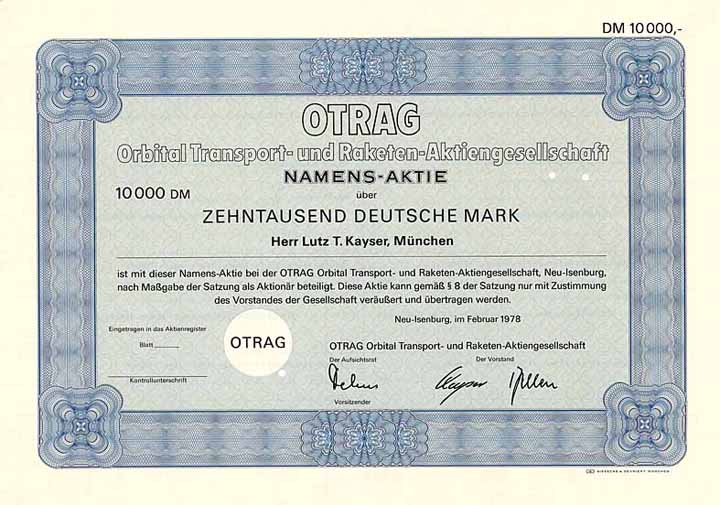 DM 10 000,-
OTRAG
Orbital Transport- und Raketen-Aktiengesellschaft
NAMENS-AKTIE
10 000 DM
über
ZEHNTAUSEND DEUTSCHE MARK
Herr Lutz T. Kayser, München
ist mit dieser Namens-Aktie bei der OTRAG Orbital Transport- und Raketen-Aktiengesellschaft, Neu-Isenburg,
nach Maßgabe der Satzung als Aktionär beteiligt. Diese Aktie kann gemäß § 8 der Satzung nur mit Zustimmung
des Vorstandes der Gesellschaft veräußert und übertragen werden.
Neu-Isenburg, im Februar 1978
Eingetragen in das Aktienregister
Blatt
OTRAG
OTRAG Orbital Transport- und Raketen-Aktiengesellschaft
Der Aufsichtsrat Der Vorstand
Kayser
Kontrollunterschrift
Vorsitzender
GIESECKE & DEVRIENT MÜNCHEN